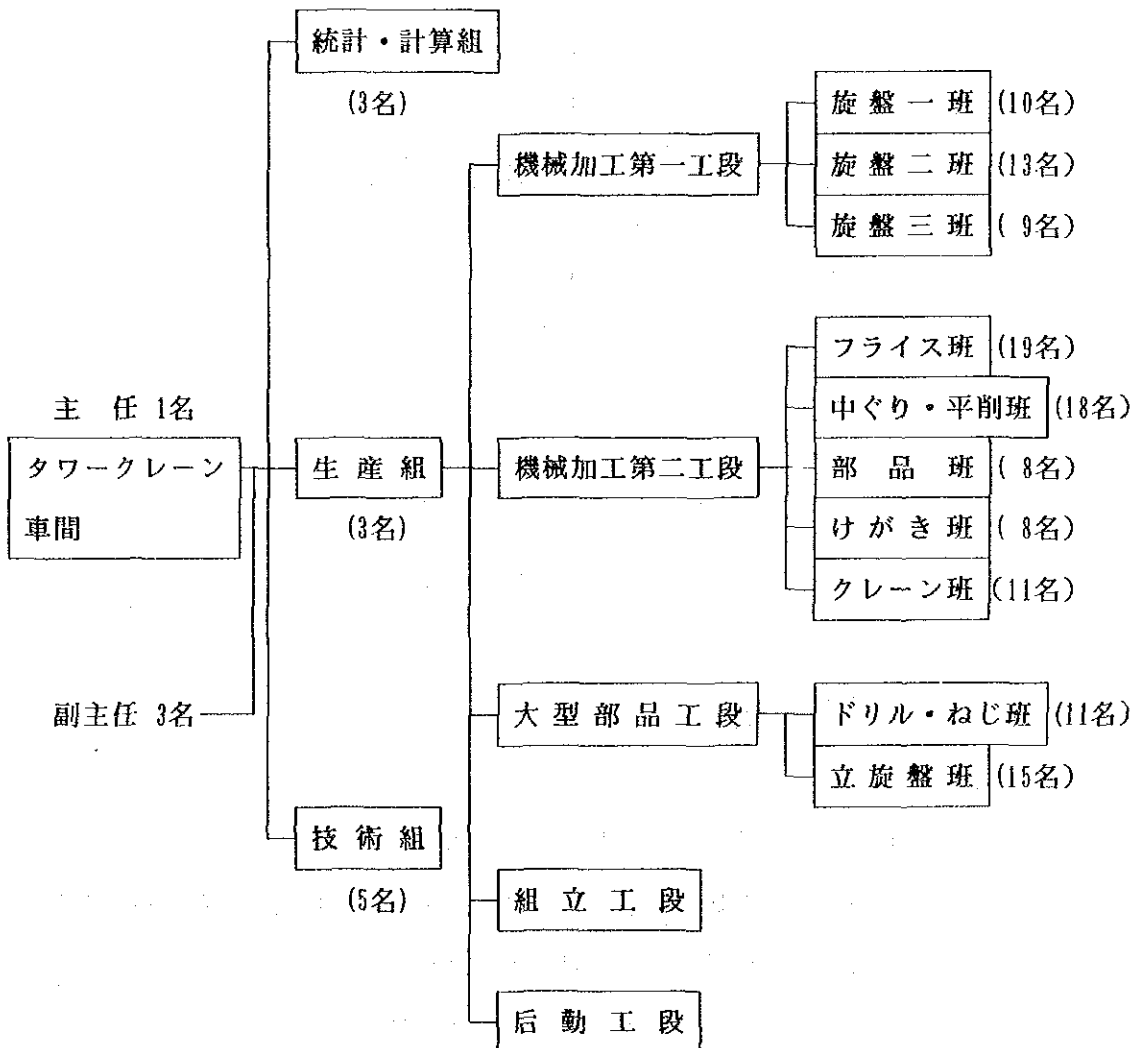 統計・計算組
(3名)
旋盤一班 (10名)
機械加工第一工段 旋盤二班 (13名)
旋盤三班 ( 9名)
フライス班 (19名)
主 任 1名 中ぐり・平削班 (18名)
タワークレーン 生産組 機械加工第二工段 部品班 ( 8名)
車間 (3名) けがき班 ( 8名)
クレーン班 (11名)
副主任 3名 大型部品工段 ドリル・ねじ班 (11名)
立旋盤班 (15名)
技術組
(5名) 組立工段
后勤工段